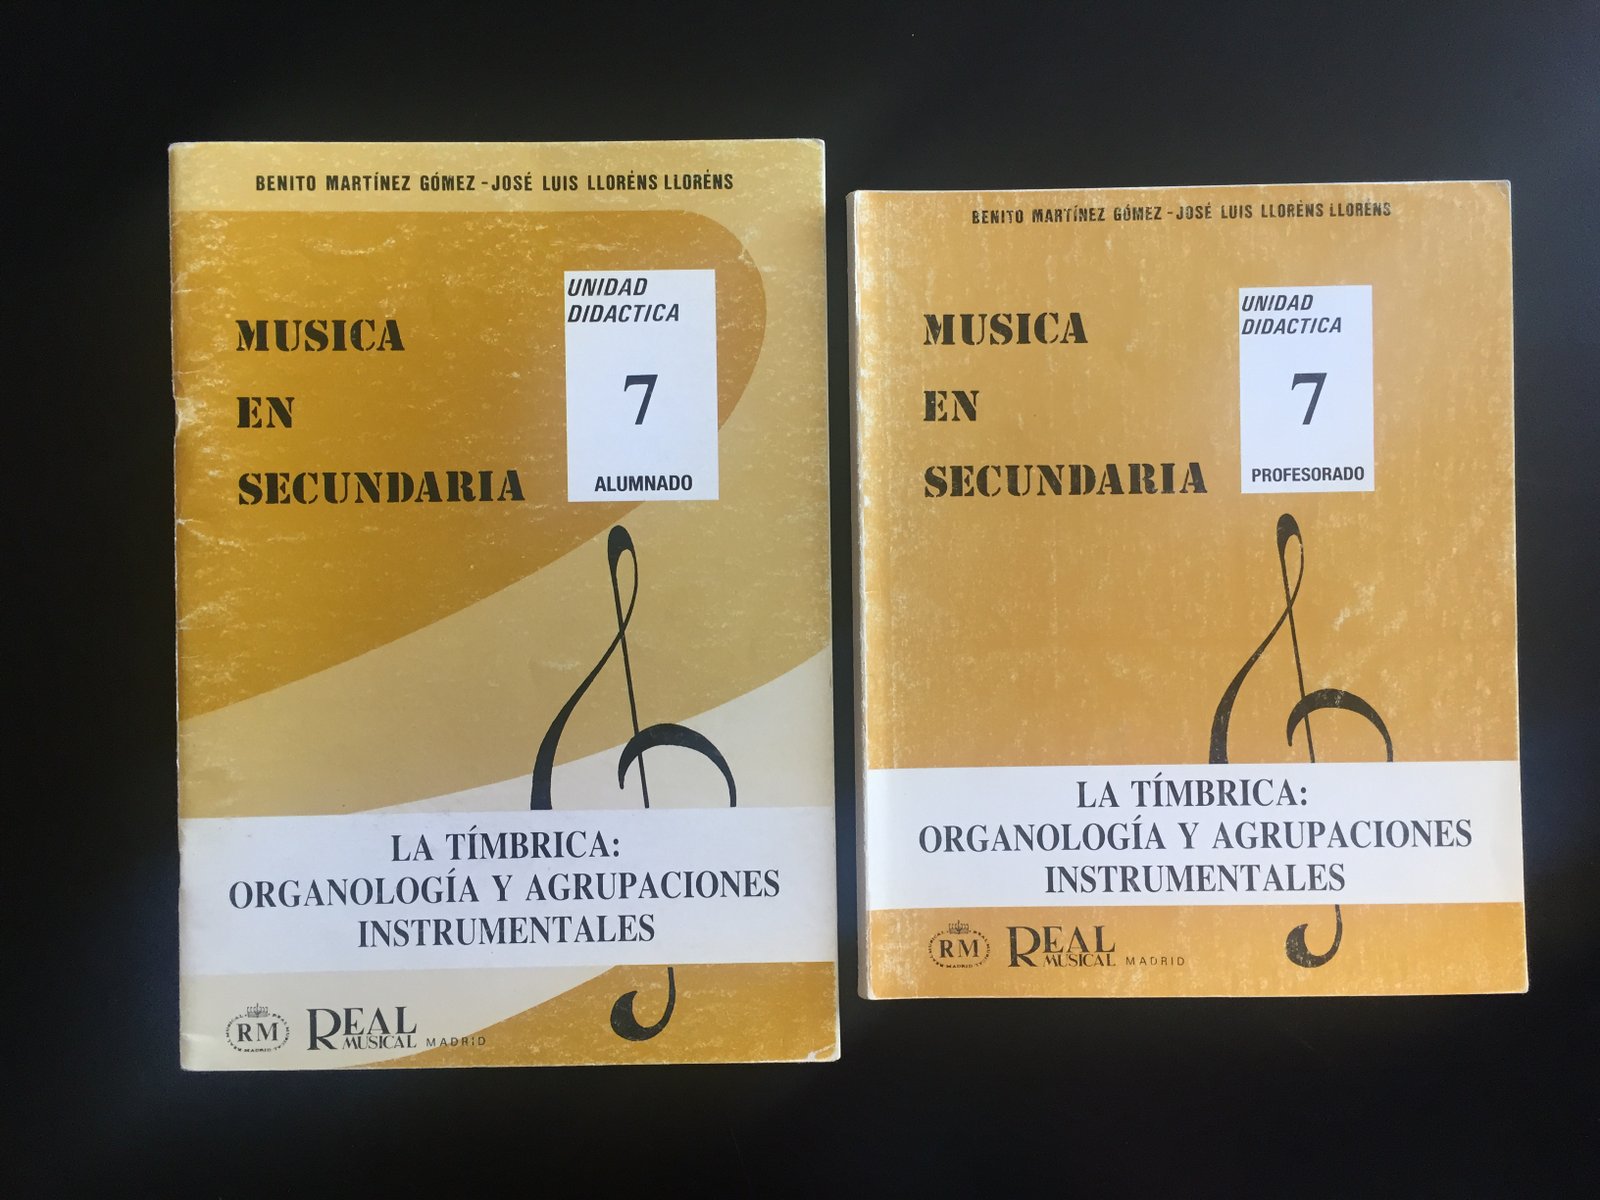 BENITO MARTÍNEZ GÓMEZ - JOSÉ LUIS LLORÉNS LLORÉNS
MUSICA
EN
SECUNDARIA
UNIDAD
DIDACTICA
7
ALUMNADO
LA TÍMBRICA:
ORGANOLOGÍA Y AGRUPACIONES
INSTRUMENTALES
RM
REAL
MUSICAL MADRID
BENITO MARTÍNEZ GÓMEZ - JOSÉ LUIS LLORÉNS LLORÉNS
MUSICA
EN
SECUNDARIA
UNIDAD
DIDACTICA
7
PROFESORADO
LA TÍMBRICA:
ORGANOLOGÍA Y AGRUPACIONES
INSTRUMENTALES
RM
REAL
MUSICAL MADRID